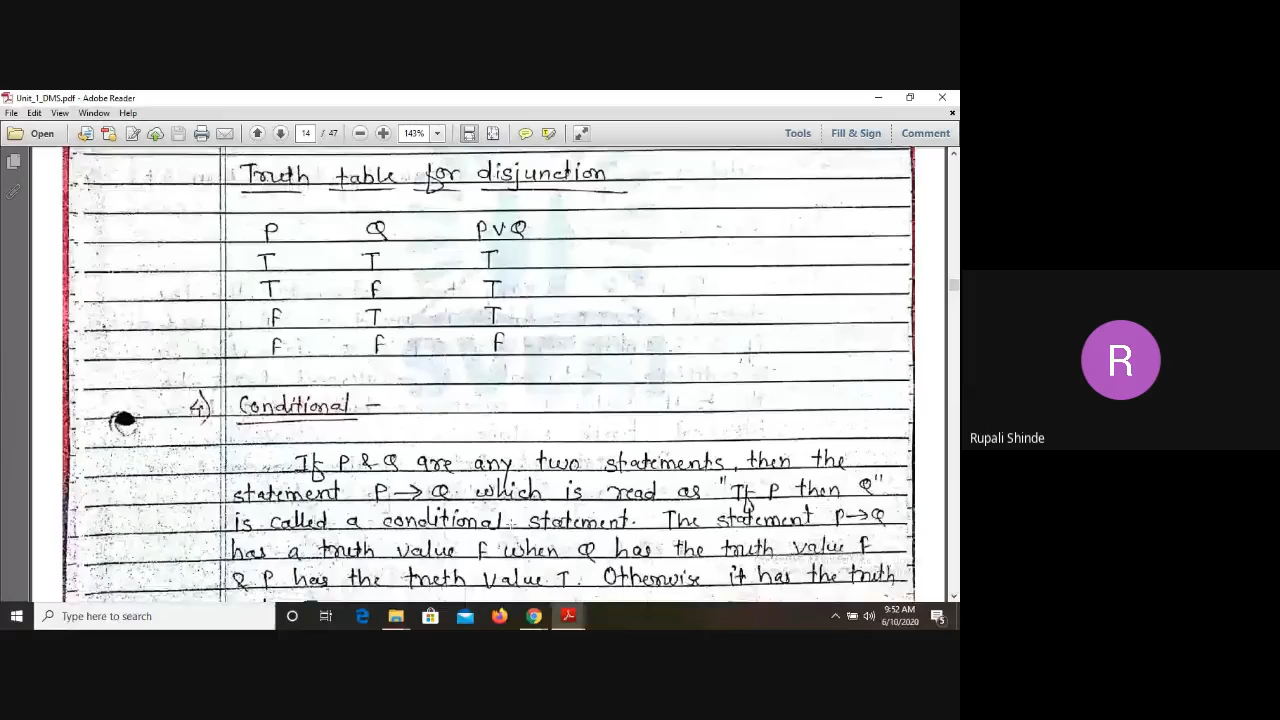 Unit_1_DMS.pdf - Adobe Reader
File Edit View Window Help
Open 14 / 47 143% Tools Fill & Sign Comment
Truth table for disjunction
P Q P∨Q
T T T
T F T
F T T
F F F
4) Conditional –
If P & Q are any two statements, then the
statement P→Q which is read as "If P then Q"
is called a conditional statement. The statement P→Q
has a truth value F when Q has the truth value F
& P has the truth value T. Otherwise it has the truth
R
Rupali Shinde
Type here to search
9:52 AM
6/10/2020
5